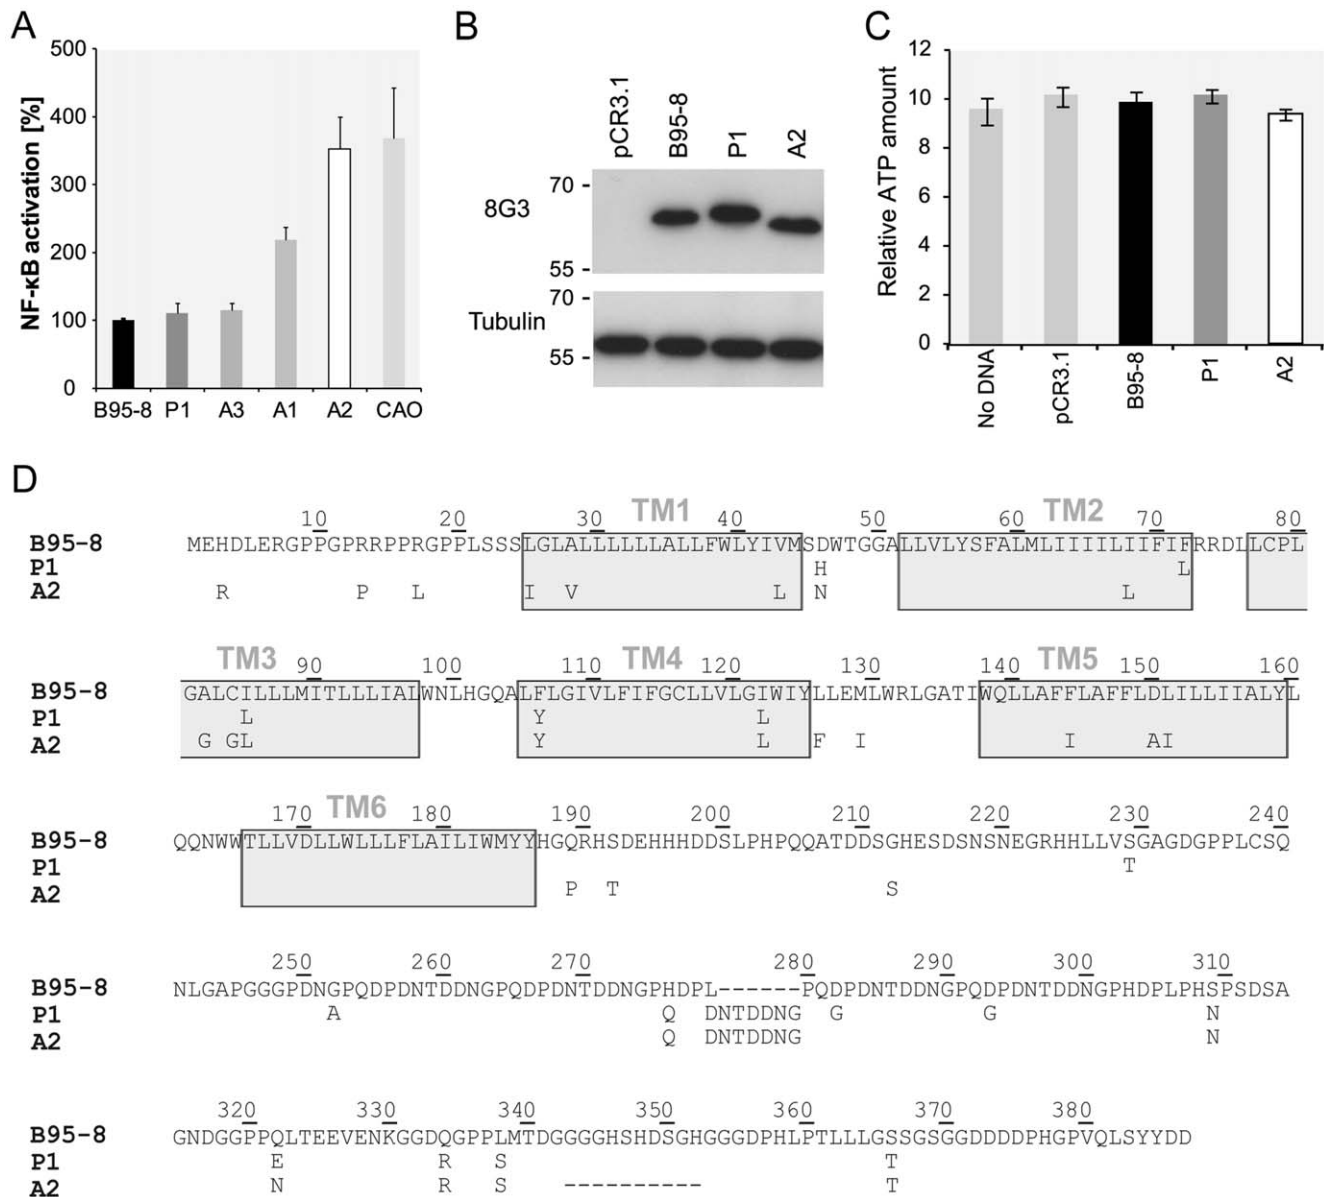 A
500
400
300
200
100
0
NF-κB activation [%]
B95-8 P1 A3 A1 A2 CAO
B
pCR3.1 B95-8 P1 A2
8G3
70 -
55 -
Tubulin
70 -
55 -
C
12
10
8
6
4
2
0
Relative ATP amount
No DNA pCR3.1 B95-8 P1 A2
D
TM1 TM2
10 20 30 40 50 60 70 80
B95-8 MEHDLERGPPGPRRPPRGPPLSSSLGLALLLLLLALLFWLYIVMSDWTGGALLVLYSFALMLIIIILIIFIFRRDLLCPL
P1 H L
A2 R P L I V L N L
TM3 TM4 TM5
90 100 110 120 130 140 150 160
B95-8 GALCILLLMITLLLIALWNLHGQALFLGIVLFIFGCLLVLGIWIYLLEMLWRLGATIWQLLAFFLAFFLDLILLIIALYL
P1 L Y L
A2 G GL Y L F I I AI
TM6
170 180 190 200 210 220 230 240
B95-8 QQNWWTLLVDLLWLLLFLAILIWMYYHGQRHSDEHHHDDSLPHPQQATDDSGHESDSNSNEGRHHLLVSGAGDGPPLCSQ
P1 T
A2 P T S
250 260 270 280 290 300 310
B95-8 NLGAPGGGPDNGPQDPDNTDDNGPQDPDNTDDNGPHDPL------PQDPDNTDDNGPQDPDNTDDNGPHDPLPHSPSDSA
P1 A Q DNTDDNG G G N
A2 Q DNTDDNG N
320 330 340 350 360 370 380
B95-8 GNDGGPPQLTEEVENKGGDQGPPLMTDGGGGHSHDSGHGGGDPHLPTLLLGSSGSGGDDDDPHGPVQLSYYDD
P1 E R S T
A2 N R S ---------- T